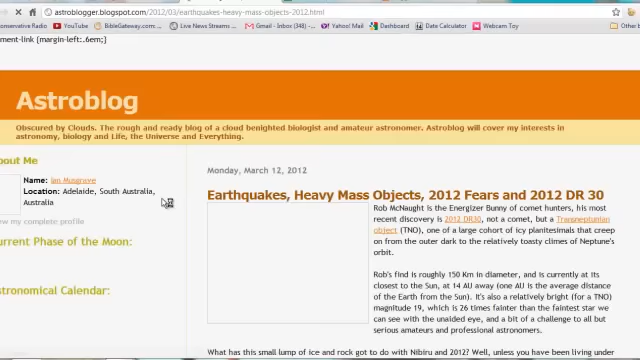 astroblogger.blogspot.com/2012/03/earthquakes-heavy-mass-objects-2012.html
onservative Radio YouTube BibleGateway.com Live News Streams Gmail - Inbox (348) - ... Yahoo! Mail Dashboard Date Calculator Webcam Toy Other b
ment-link {margin-left:.6em;}
Astroblog
Obscured by Clouds. The rough and ready blog of a cloud benighted biologist and amateur astronomer. Astroblog will cover my interests in
astronomy, biology and Life, the Universe and Everything.
bout Me
Name: Ian Musgrave
Location: Adelaide, South Australia,
Australia
ew my complete profile
urrent Phase of the Moon:
stronomical Calendar:
Monday, March 12, 2012
Earthquakes, Heavy Mass Objects, 2012 Fears and 2012 DR 30
Rob McNaught is the Energizer Bunny of comet hunters, his most
recent discovery is 2012 DR30, not a comet, but a Transneptunian
object (TNO), one of a large cohort of icy planitesimals that creep
on from the outer dark to the relatively toasty climes of Neptune's
orbit.
Rob's find is roughly 150 Km in diameter, and is currently at its
closest to the Sun, at 14 AU away (one AU is the average distance
of the Earth from the Sun). It's also a relatively bright (for a TNO)
magnitude 19, which is 26 times fainter than the faintest star we
can see with the unaided eye, and a bit of a challenge to all but
serious amateurs and professional astronomers.
What has this small lump of ice and rock got to do with Nibiru and 2012? Well, unless you have been living under